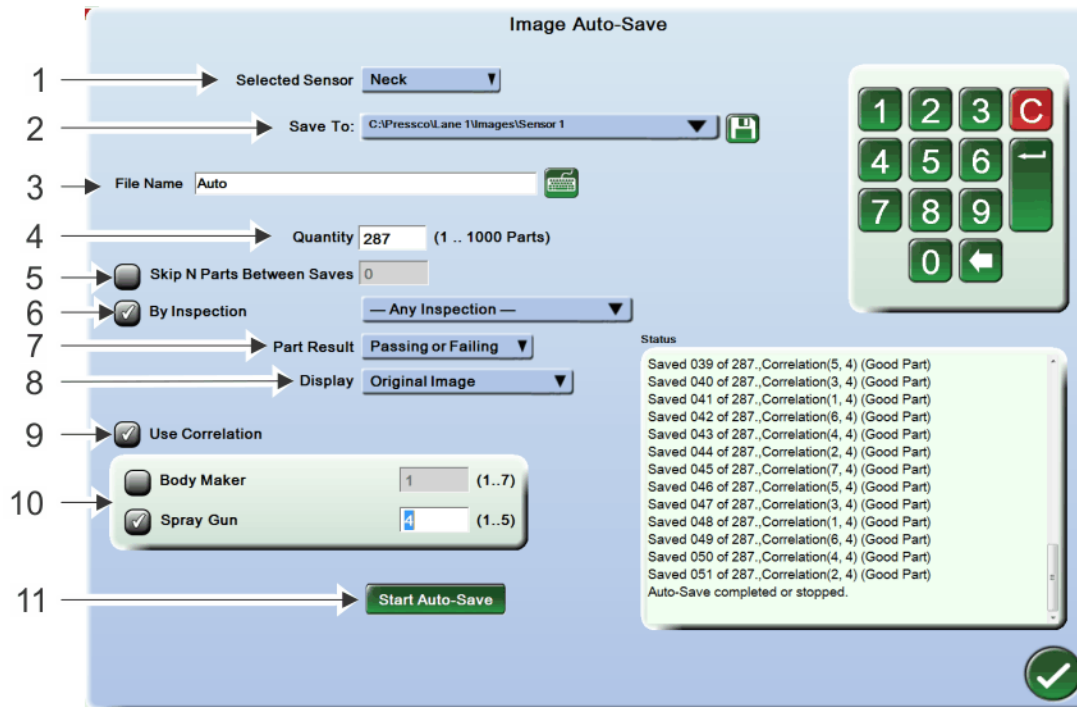 Image Auto-Save
1 Selected Sensor Neck
2 Save To: C:\Pressco\Lane 1\Images\Sensor 1
3 File Name Auto
4 Quantity 287 (1 .. 1000 Parts)
5 Skip N Parts Between Saves 0
6 By Inspection — Any Inspection —
7 Part Result Passing or Failing
8 Display Original Image
9 Use Correlation
10
Body Maker 1 (1..7)
Spray Gun 4 (1..5)
11 Start Auto-Save
1 2 3 C
4 5 6
7 8 9
0
Status
Saved 039 of 287.,Correlation(5, 4) (Good Part)
Saved 040 of 287.,Correlation(3, 4) (Good Part)
Saved 041 of 287.,Correlation(1, 4) (Good Part)
Saved 042 of 287.,Correlation(6, 4) (Good Part)
Saved 043 of 287.,Correlation(4, 4) (Good Part)
Saved 044 of 287.,Correlation(2, 4) (Good Part)
Saved 045 of 287.,Correlation(7, 4) (Good Part)
Saved 046 of 287.,Correlation(5, 4) (Good Part)
Saved 047 of 287.,Correlation(3, 4) (Good Part)
Saved 048 of 287.,Correlation(1, 4) (Good Part)
Saved 049 of 287.,Correlation(6, 4) (Good Part)
Saved 050 of 287.,Correlation(4, 4) (Good Part)
Saved 051 of 287.,Correlation(2, 4) (Good Part)
Auto-Save completed or stopped.